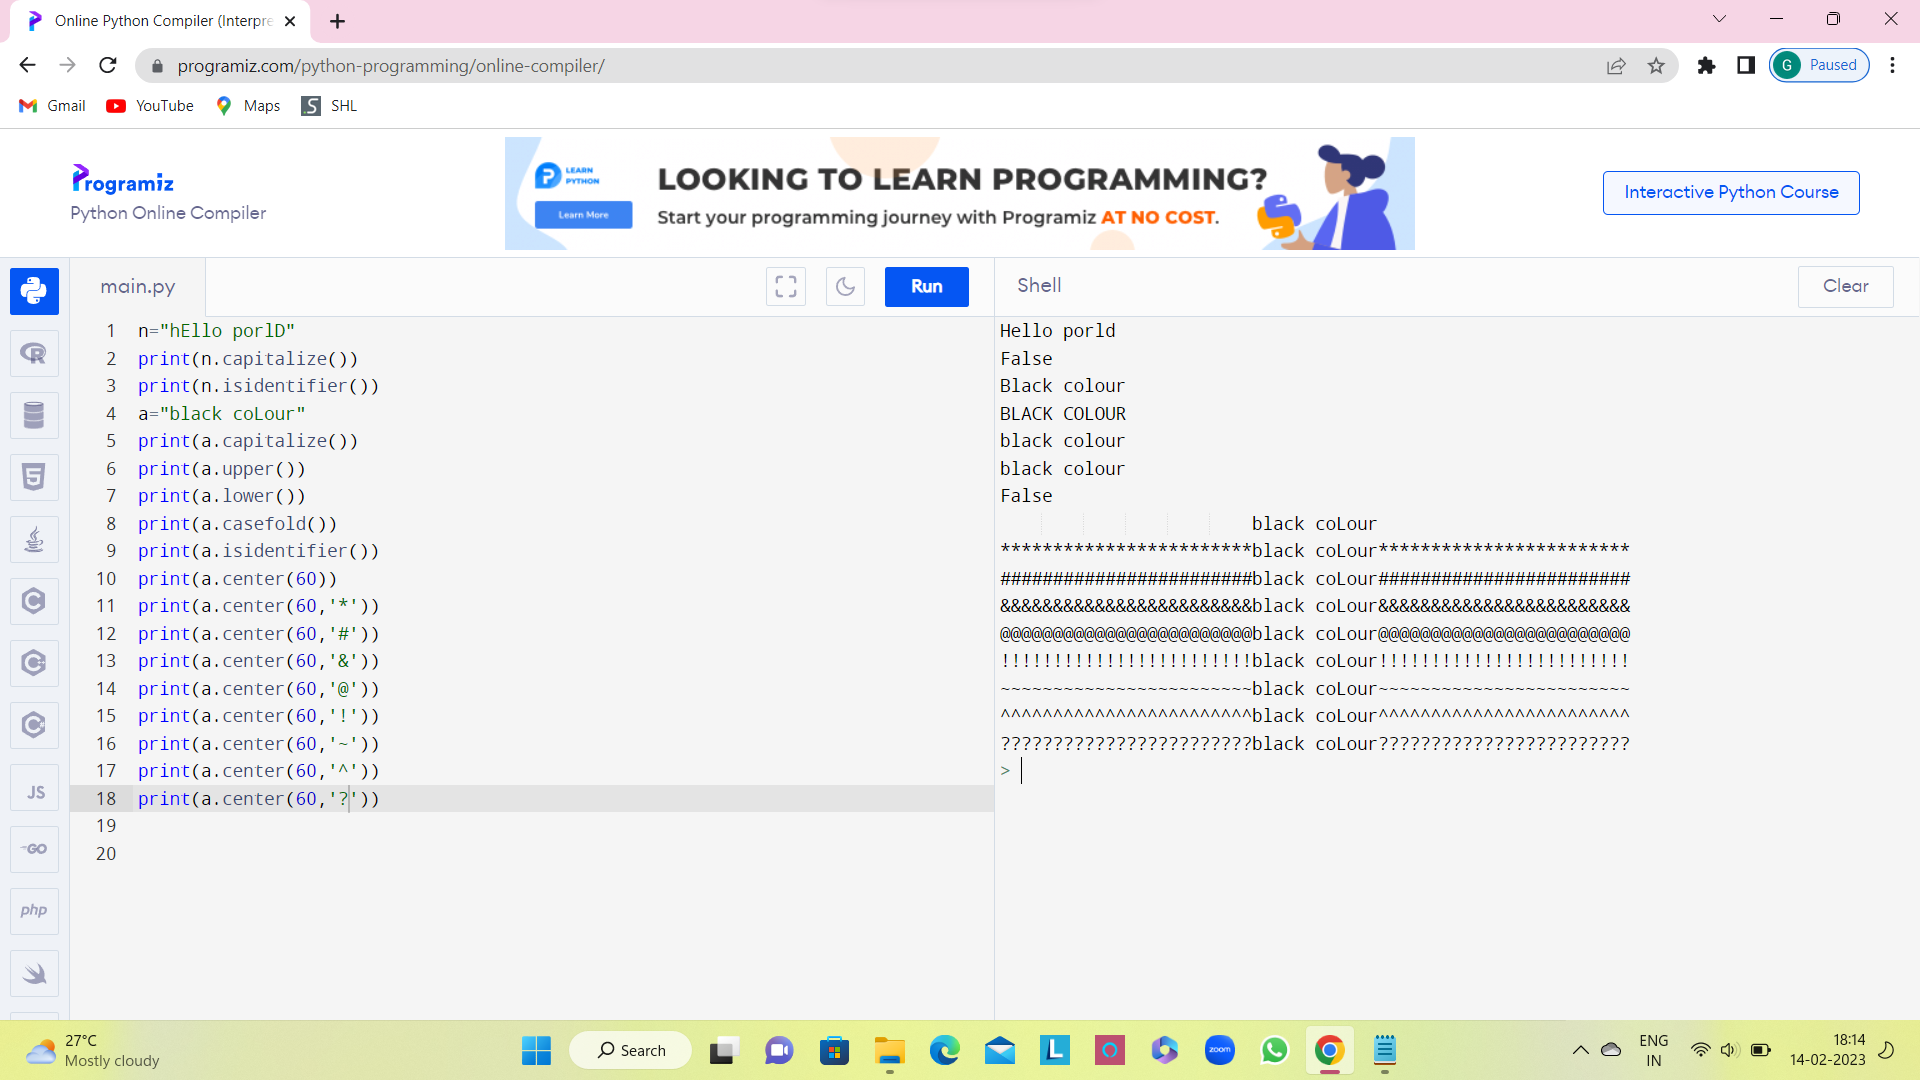 Online Python Compiler (Interpre
programiz.com/python-programming/online-compiler/
G Paused
Gmail YouTube Maps SHL
Programiz
Python Online Compiler
LEARN PYTHON
Learn More
LOOKING TO LEARN PROGRAMMING?
Start your programming journey with Programiz AT NO COST.
Interactive Python Course
main.py
Run
Shell
Clear
1 n="hEllo porlD"
2 print(n.capitalize())
3 print(n.isidentifier())
4 a="black coLour"
5 print(a.capitalize())
6 print(a.upper())
7 print(a.lower())
8 print(a.casefold())
9 print(a.isidentifier())
10 print(a.center(60))
11 print(a.center(60,'*'))
12 print(a.center(60,'#'))
13 print(a.center(60,'&'))
14 print(a.center(60,'@'))
15 print(a.center(60,'!'))
16 print(a.center(60,'~'))
17 print(a.center(60,'^'))
18 print(a.center(60,'?'))
19
20
Hello porld
False
Black colour
BLACK COLOUR
black colour
black colour
False
black coLour
************************black coLour************************
########################black coLour########################
&&&&&&&&&&&&&&&&&&&&&&&&black coLour&&&&&&&&&&&&&&&&&&&&&&&&
@@@@@@@@@@@@@@@@@@@@@@@@black coLour@@@@@@@@@@@@@@@@@@@@@@@@
!!!!!!!!!!!!!!!!!!!!!!!!black coLour!!!!!!!!!!!!!!!!!!!!!!!!
~~~~~~~~~~~~~~~~~~~~~~~~black coLour~~~~~~~~~~~~~~~~~~~~~~~~
^^^^^^^^^^^^^^^^^^^^^^^^black coLour^^^^^^^^^^^^^^^^^^^^^^^^
????????????????????????black coLour????????????????????????
>
R
5
C
C
C
JS
GO
php
27°C
Mostly cloudy
Search
L
zoom
ENG
IN
18:14
14-02-2023